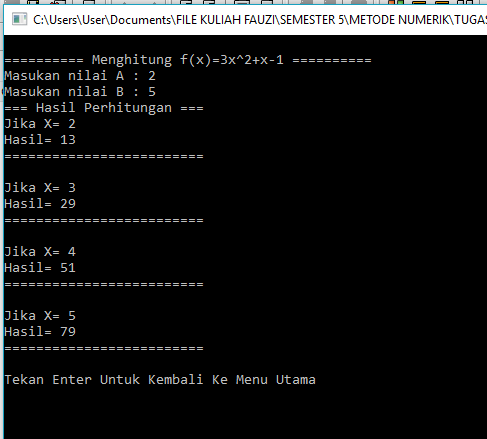 C:\Users\User\Documents\FILE KULIAH FAUZI\SEMESTER 5\METODE NUMERIK\TUGA
========== Menghitung f(x)=3x^2+x-1 ==========
Masukan nilai A : 2
Masukan nilai B : 5
=== Hasil Perhitungan ===
Jika X= 2
Hasil= 13
=========================
Jika X= 3
Hasil= 29
=========================
Jika X= 4
Hasil= 51
=========================
Jika X= 5
Hasil= 79
=========================
Tekan Enter Untuk Kembali Ke Menu Utama